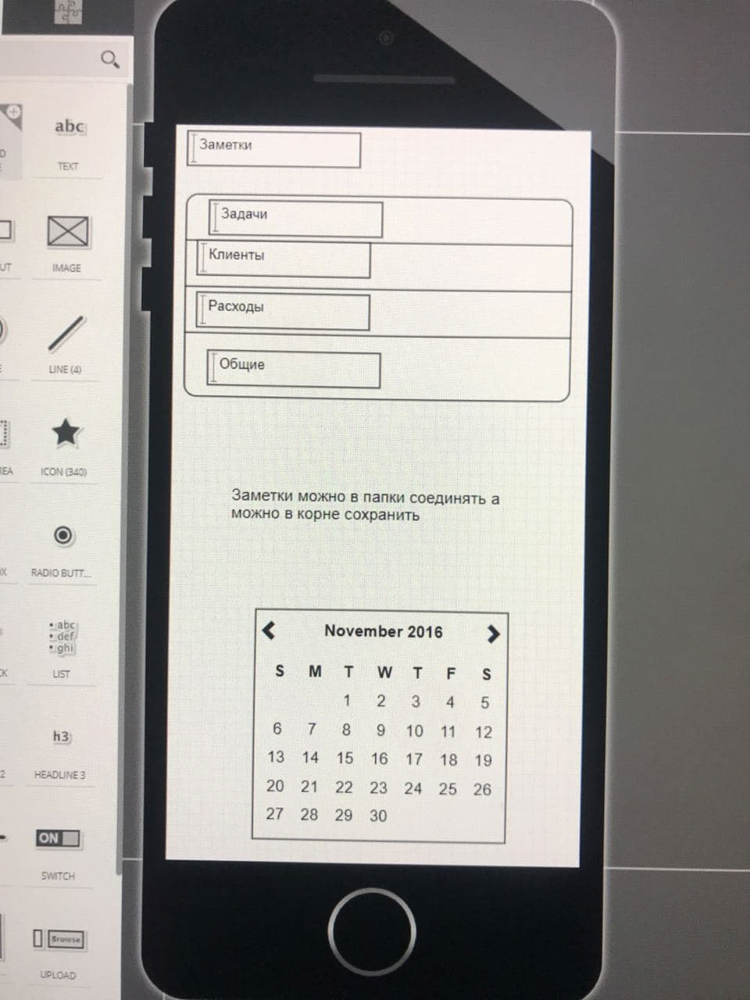 abc
TEXT
D
E
UT
IMAGE
E
LINE (4)
REA
ICON (340)
OX
RADIO BUTT...
abc
def
ghi
CK
LIST
h3
2
HEADLINE 3
ON
SWITCH
Browse
UPLOAD
Заметки
Задачи
Клиенты
Расходы
Общие
Заметки можно в папки соединять а
можно в корне сохранить
November 2016
S M T W T F S
1 2 3 4 5
6 7 8 9 10 11 12
13 14 15 16 17 18 19
20 21 22 23 24 25 26
27 28 29 30